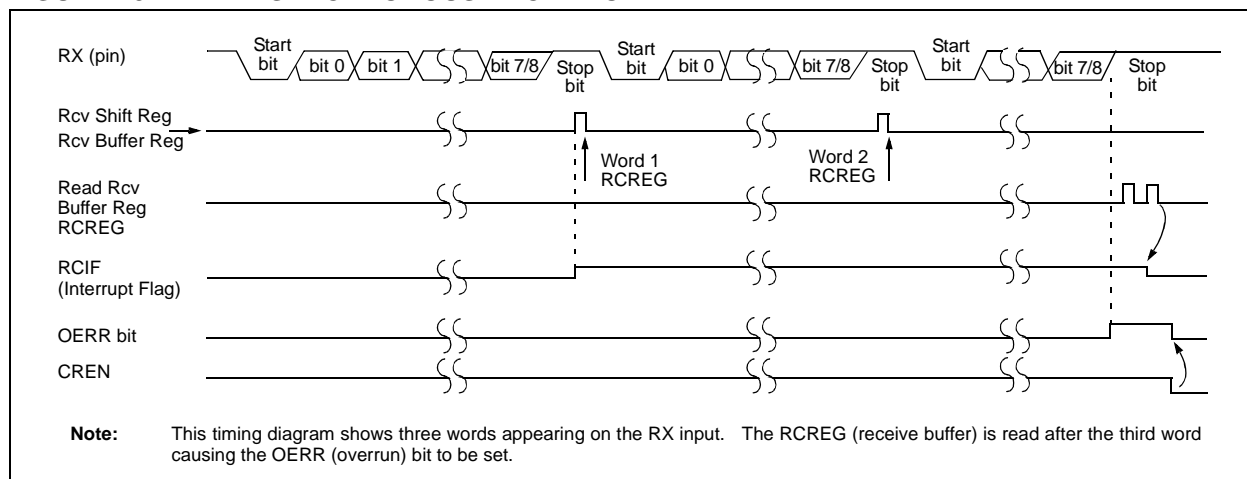 RX (pin)
Start bit
bit 0
bit 1
bit 7/8
Stop bit
Start bit
bit 0
bit 7/8
Stop bit
Start bit
bit 7/8
Stop bit
Rcv Shift Reg
Rcv Buffer Reg
Word 1
RCREG
Word 2
RCREG
Read Rcv
Buffer Reg
RCREG
RCIF
(Interrupt Flag)
OERR bit
CREN
Note: This timing diagram shows three words appearing on the RX input. The RCREG (receive buffer) is read after the third word
causing the OERR (overrun) bit to be set.